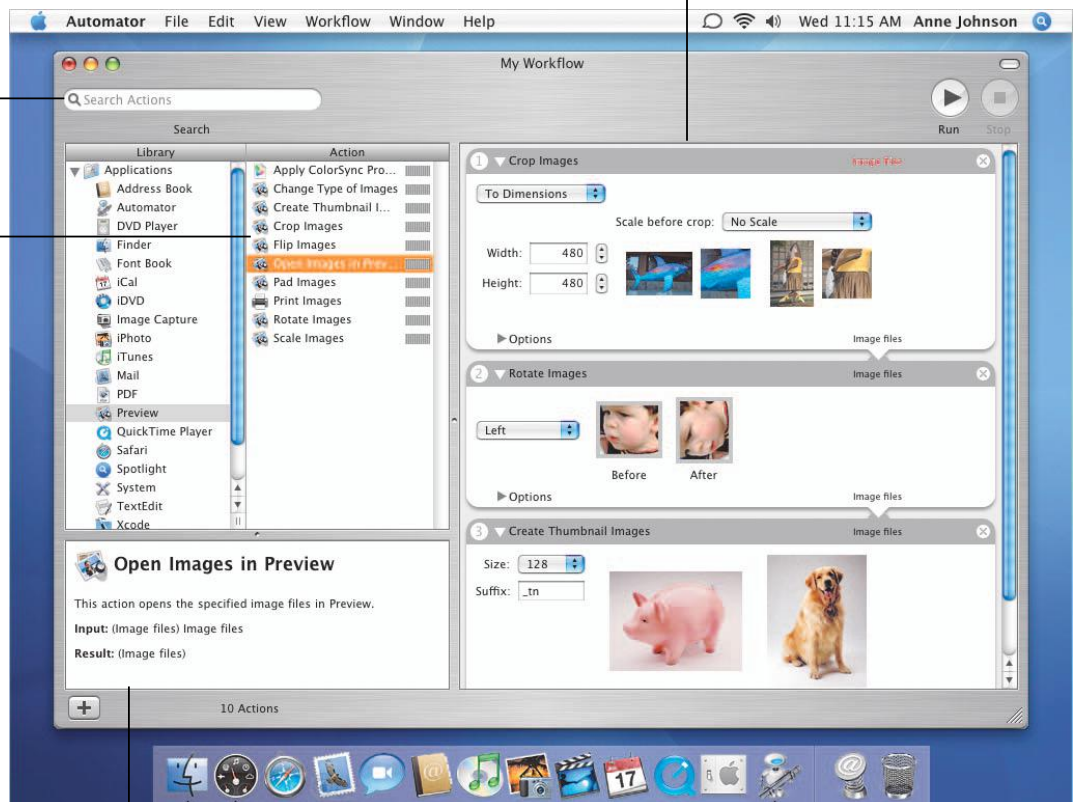 Automator File Edit View Workflow Window Help Wed 11:15 AM Anne Johnson
My Workflow
Search Actions
Search
Run Stop
Library Action
Applications
Address Book
Automator
DVD Player
Finder
Font Book
iCal
iDVD
Image Capture
iPhoto
iTunes
Mail
PDF
Preview
QuickTime Player
Safari
Spotlight
System
TextEdit
Xcode
Apply ColorSync Pro...
Change Type of Images
Create Thumbnail I...
Crop Images
Flip Images
Open Images in Prev...
Pad Images
Print Images
Rotate Images
Scale Images
1 Crop Images Image files
To Dimensions
Scale before crop: No Scale
Width: 480
Height: 480
Options Image files
2 Rotate Images Image files
Left
Before After
Options Image files
3 Create Thumbnail Images Image files
Size: 128
Suffix: _tn
Open Images in Preview
This action opens the specified image files in Preview.
Input: (Image files) Image files
Result: (Image files)
10 Actions
17